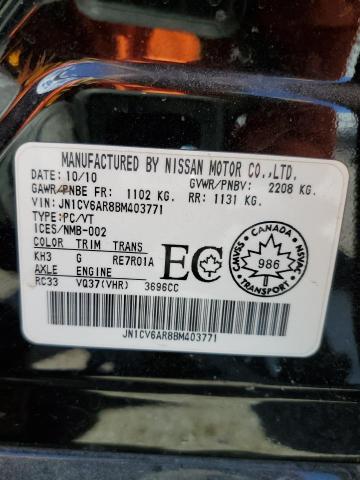 MANUFACTURED BY NISSAN MOTOR CO.,LTD.
DATE: 10/10 GVWR/PNBV: 2208 KG.
GAWR/PNBE FR: 1102 KG. RR: 1131 KG.
VIN: JN1CV6AR8BM403771
TYPE: PC/VT
ICES/NMB-002
COLOR TRIM TRANS
KH3 G RE7R01A
AXLE ENGINE
RC33 VQ37(VHR) 3696CC
EC
CANADA
CMVSS NSVAC
986
TRANSPORT
JN1CV6AR8BM403771